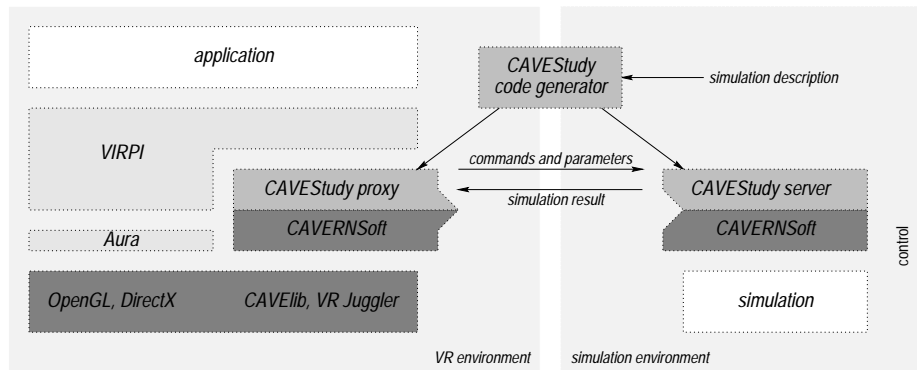 application
CAVEStudy
code generator
simulation description
VIRPI
commands and parameters
CAVEStudy proxy
CAVEStudy server
simulation result
CAVERNSoft
CAVERNSoft
Aura
control
OpenGL, DirectX
CAVElib, VR Juggler
simulation
VR environment
simulation environment